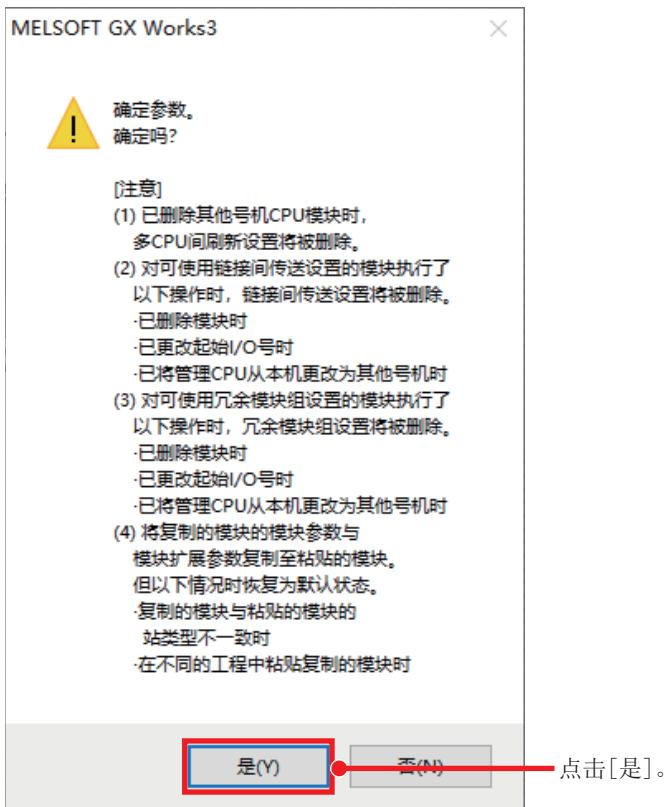 MELSOFT GX Works3
确定参数。
确定吗?
[注意]
(1) 已删除其他号机CPU模块时，
多CPU间刷新设置将被删除。
(2) 对可使用链接间传送设置的模块执行了
以下操作时，链接间传送设置将被删除。
·已删除模块时
·已更改起始I/O号时
·已将管理CPU从本机更改为其他号机时
(3) 对可使用冗余模块组设置的模块执行了
以下操作时，冗余模块组设置将被删除。
·已删除模块时
·已更改起始I/O号时
·已将管理CPU从本机更改为其他号机时
(4) 将复制的模块的模块参数与
模块扩展参数复制至粘贴的模块。
但以下情况时恢复为默认状态。
·复制的模块与粘贴的模块的
站类型不一致时
·在不同的工程中粘贴复制的模块时
是(Y) 否(N) 点击[是]。